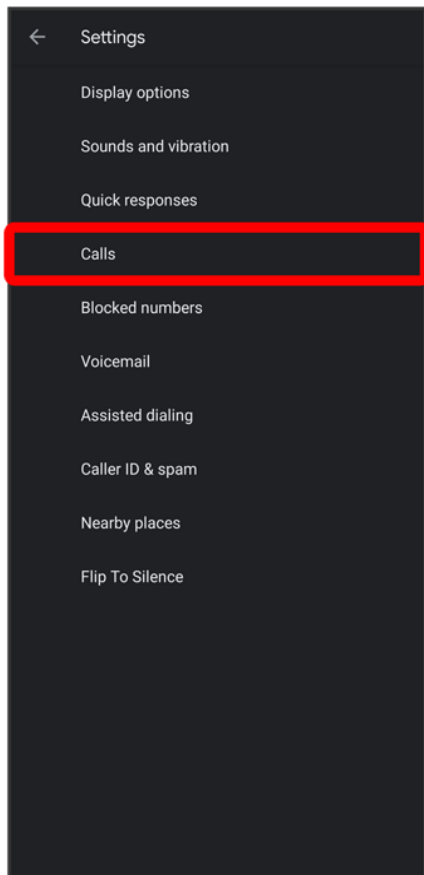 Settings
Display options
Sounds and vibration
Quick responses
Calls
Blocked numbers
Voicemail
Assisted dialing
Caller ID & spam
Nearby places
Flip To Silence